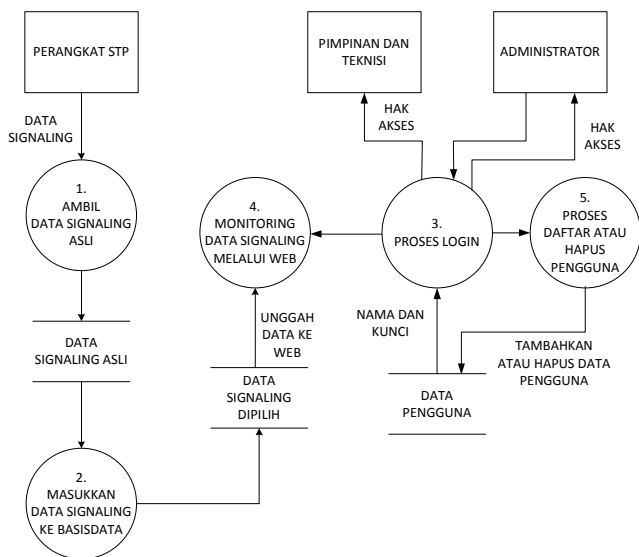 PERANGKAT STP
PIMPINAN DAN
TEKNISI
ADMINISTRATOR
DATA
SIGNALING
HAK
AKSES
HAK
AKSES
1.
AMBIL
DATA SIGNALING
ASLI
4.
MONITORING
DATA SIGNALING
MELALUI WEB
3.
PROSES LOGIN
5.
PROSES
DAFTAR ATAU
HAPUS
PENGGUNA
DATA
SIGNALING ASLI
UNGGAH
DATA KE
WEB
NAMA DAN
KUNCI
TAMBAHKAN
ATAU HAPUS DATA
PENGGUNA
DATA
SIGNALING
DIPILIH
DATA
PENGGUNA
2.
MASUKKAN
DATA SIGNALING
KE BASISDATA